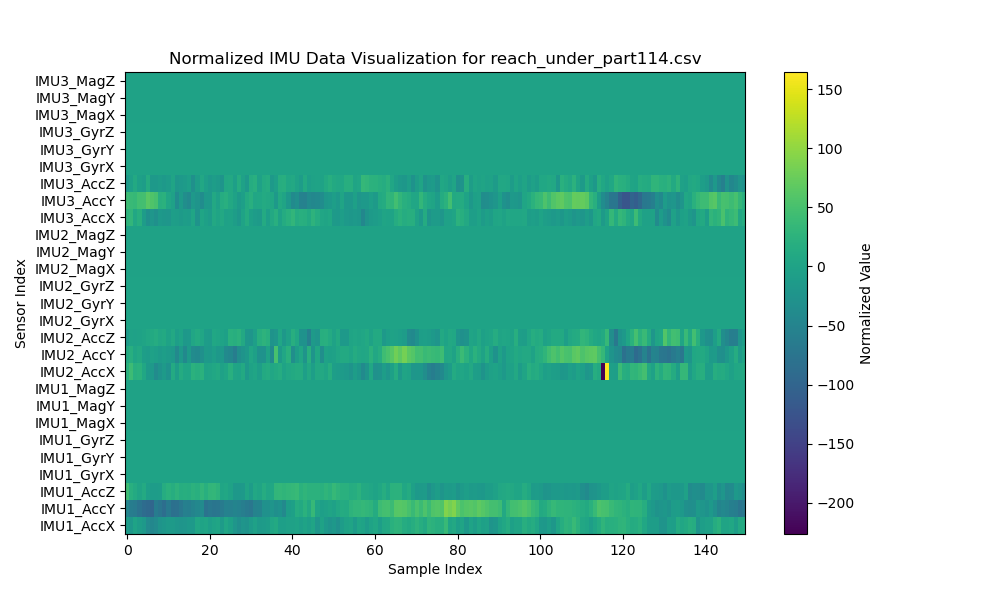 Normalized IMU Data Visualization for reach_under_part114.csv
IMU3_MagZ
IMU3_MagY
IMU3_MagX
IMU3_GyrZ
IMU3_GyrY
IMU3_GyrX
IMU3_AccZ
IMU3_AccY
IMU3_AccX
IMU2_MagZ
IMU2_MagY
IMU2_MagX
IMU2_GyrZ
IMU2_GyrY
IMU2_GyrX
IMU2_AccZ
IMU2_AccY
IMU2_AccX
IMU1_MagZ
IMU1_MagY
IMU1_MagX
IMU1_GyrZ
IMU1_GyrY
IMU1_GyrX
IMU1_AccZ
IMU1_AccY
IMU1_AccX
Sensor Index
0 20 40 60 80 100 120 140
Sample Index
150
100
50
0
−50
−100
−150
−200
Normalized Value